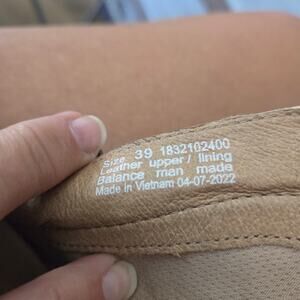 Size 39 1832102400
Leather upper / lining
Balance man made
Made in Vietnam 04-07-2022